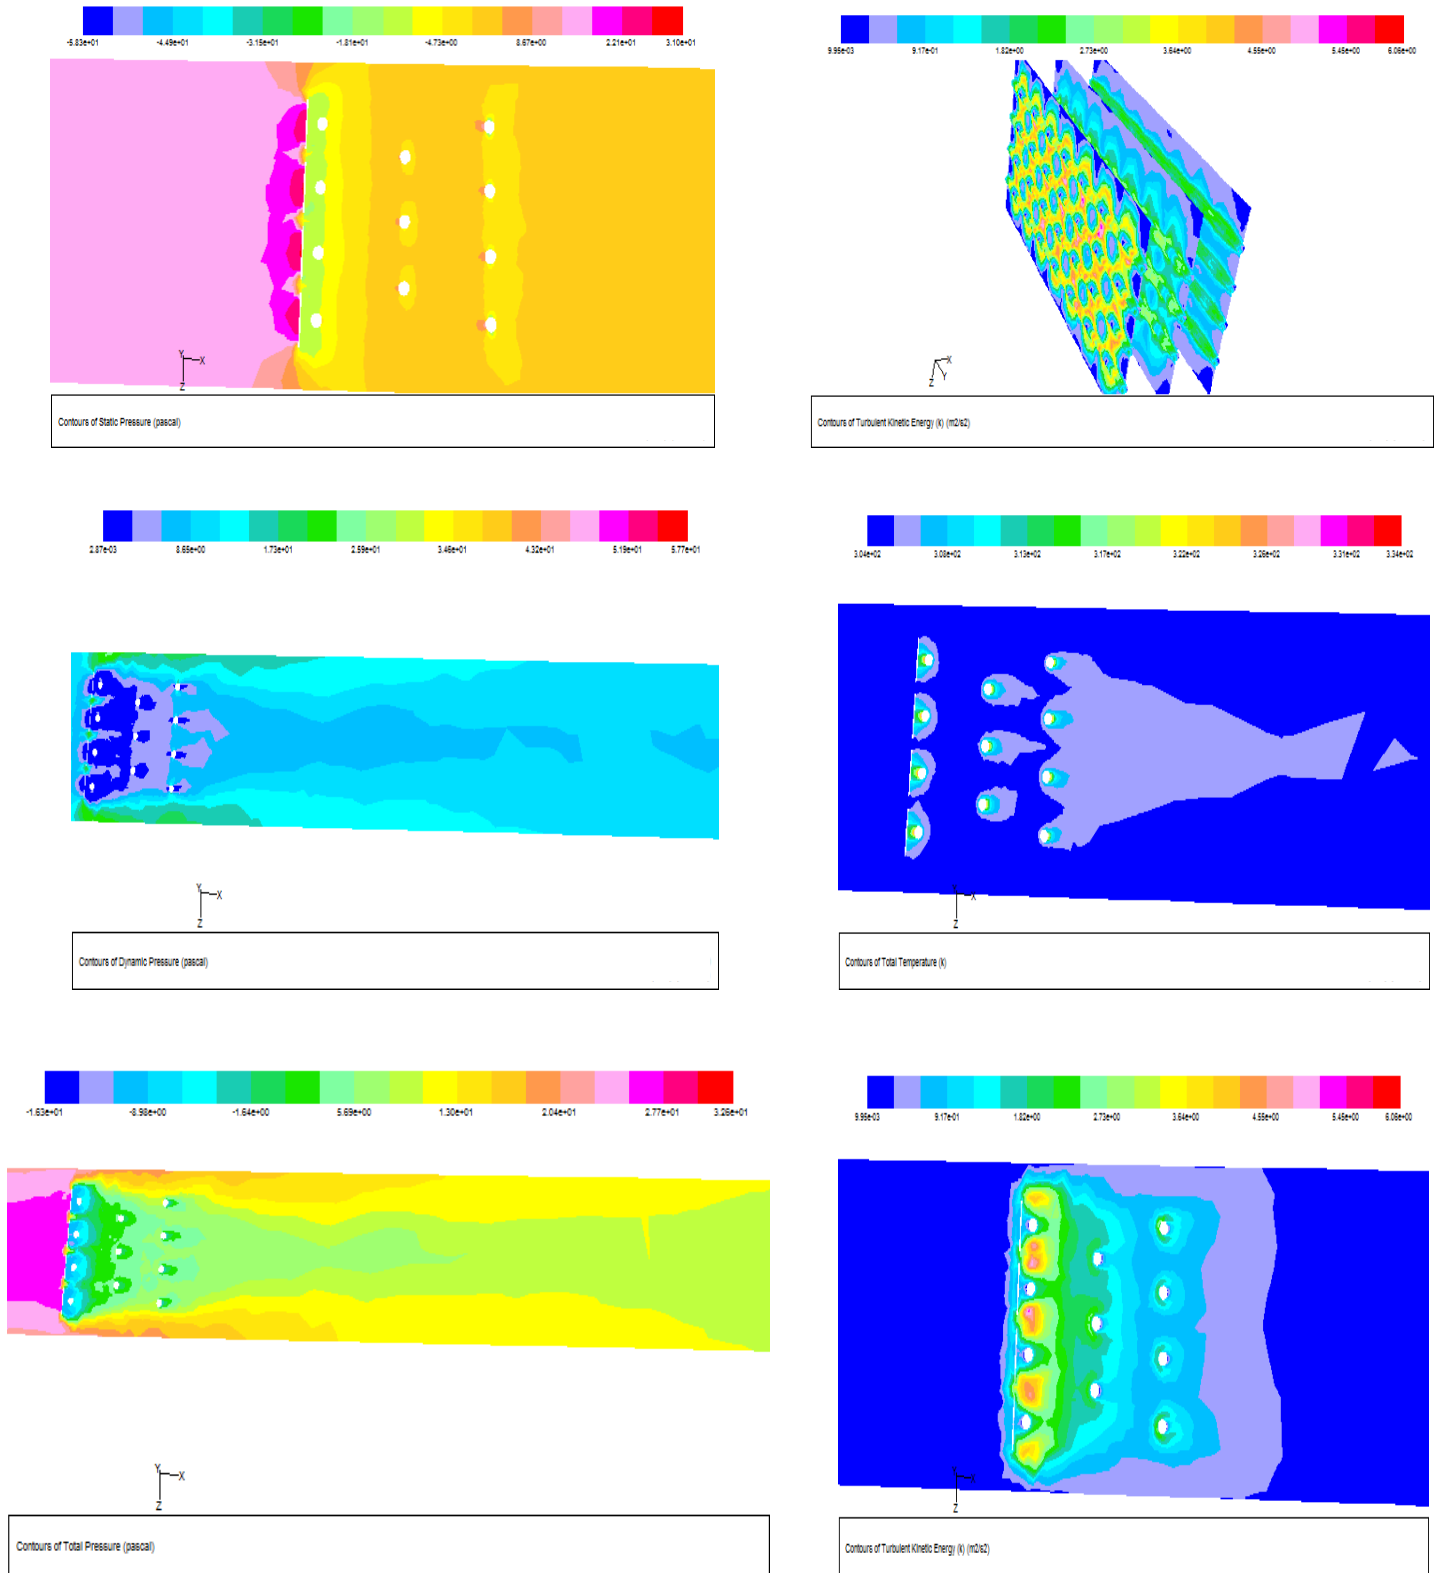 -5.83e+01 -4.49e+01 -3.15e+01 -1.81e+01 -4.73e+00 8.67e+00 2.21e+01 3.10e+01
Y
X
Z
Contours of Static Pressure (pascal)
9.95e-03 9.17e-01 1.82e+00 2.73e+00 3.64e+00 4.55e+00 5.45e+00 6.06e+00
X
Z Y
Contours of Turbulent Kinetic Energy (k) (m2/s2)
2.87e-03 8.65e+00 1.73e+01 2.59e+01 3.46e+01 4.32e+01 5.19e+01 5.77e+01
Y
X
Z
Contours of Dynamic Pressure (pascal)
3.04e+02 3.08e+02 3.13e+02 3.17e+02 3.22e+02 3.26e+02 3.31e+02 3.34e+02
Y
X
Z
Contours of Total Temperature (k)
-1.63e+01 -8.98e+00 -1.64e+00 5.69e+00 1.30e+01 2.04e+01 2.77e+01 3.26e+01
Y
X
Z
Contours of Total Pressure (pascal)
9.95e-03 9.17e-01 1.82e+00 2.73e+00 3.64e+00 4.55e+00 5.45e+00 6.06e+00
Y
X
Z
Contours of Turbulent Kinetic Energy (k) (m2/s2)